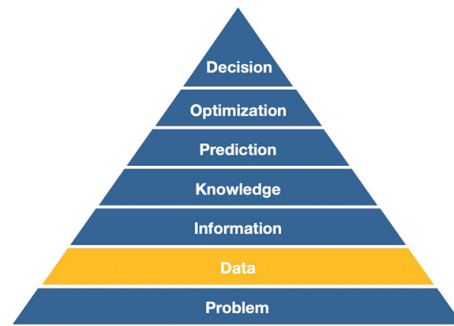 Decision
Optimization
Prediction
Knowledge
Information
Data
Problem